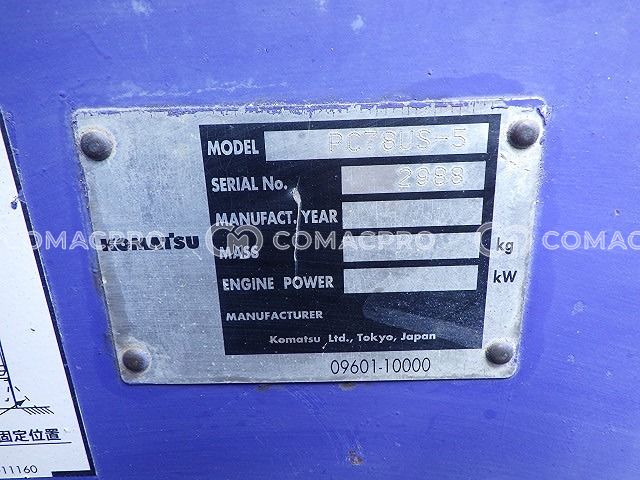 MODEL PC78US-5
SERIAL No. 2988
MANUFACT. YEAR
KOMATSU
MASS kg
ENGINE POWER kW
MANUFACTURER
Komatsu Ltd., Tokyo, Japan
09601-10000
COMACPRO COMACPRO COMACPRO
固定位置
11160